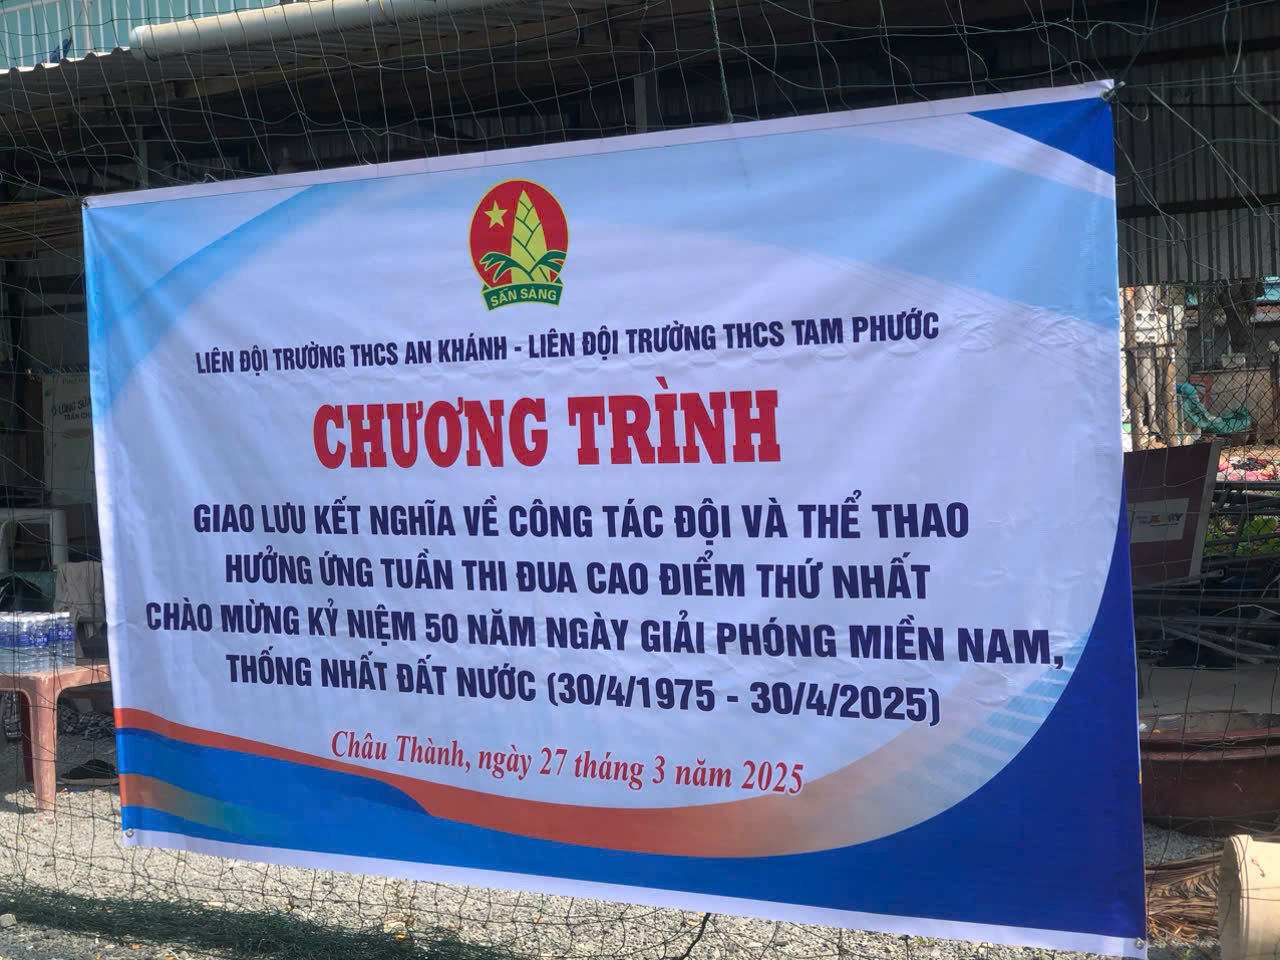 SẴN SÀNG
LIÊN ĐỘI TRƯỜNG THCS AN KHÁNH - LIÊN ĐỘI TRƯỜNG THCS TAM PHƯỚC
CHƯƠNG TRÌNH
GIAO LƯU KẾT NGHĨA VỀ CÔNG TÁC ĐỘI VÀ THỂ THAO
HƯỞNG ỨNG TUẦN THI ĐUA CAO ĐIỂM THỨ NHẤT
CHÀO MỪNG KỶ NIỆM 50 NĂM NGÀY GIẢI PHÓNG MIỀN NAM,
THỐNG NHẤT ĐẤT NƯỚC (30/4/1975 - 30/4/2025)
Châu Thành, ngày 27 tháng 3 năm 2025